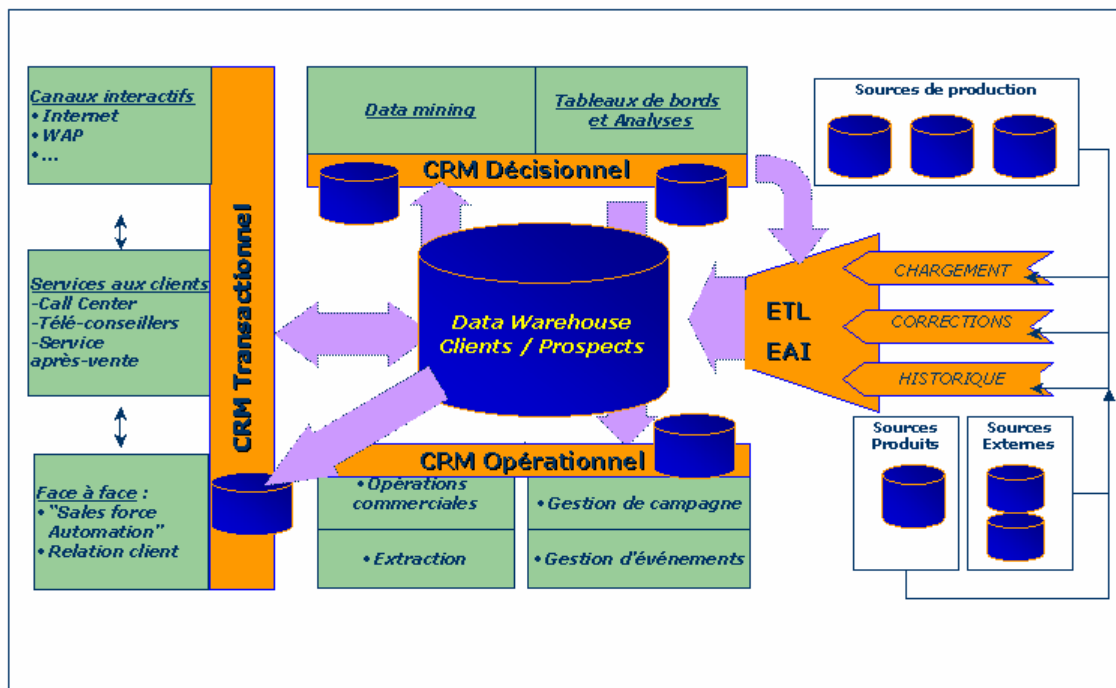 Canaux interactifs
• Internet
• WAP
• ...
Services aux clients
-Call Center
-Télé-conseillers
-Service
après-vente
Face à face :
• "Sales force
Automation"
• Relation client
CRM Transactionnel
Data mining
Tableaux de bords
et Analyses
CRM Décisionnel
Data Warehouse
Clients / Prospects
CRM Opérationnel
• Opérations
commerciales
• Gestion de campagne
• Extraction
• Gestion d'événements
ETL
EAI
Sources de production
CHARGEMENT
CORRECTIONS
HISTORIQUE
Sources
Produits
Sources
Externes